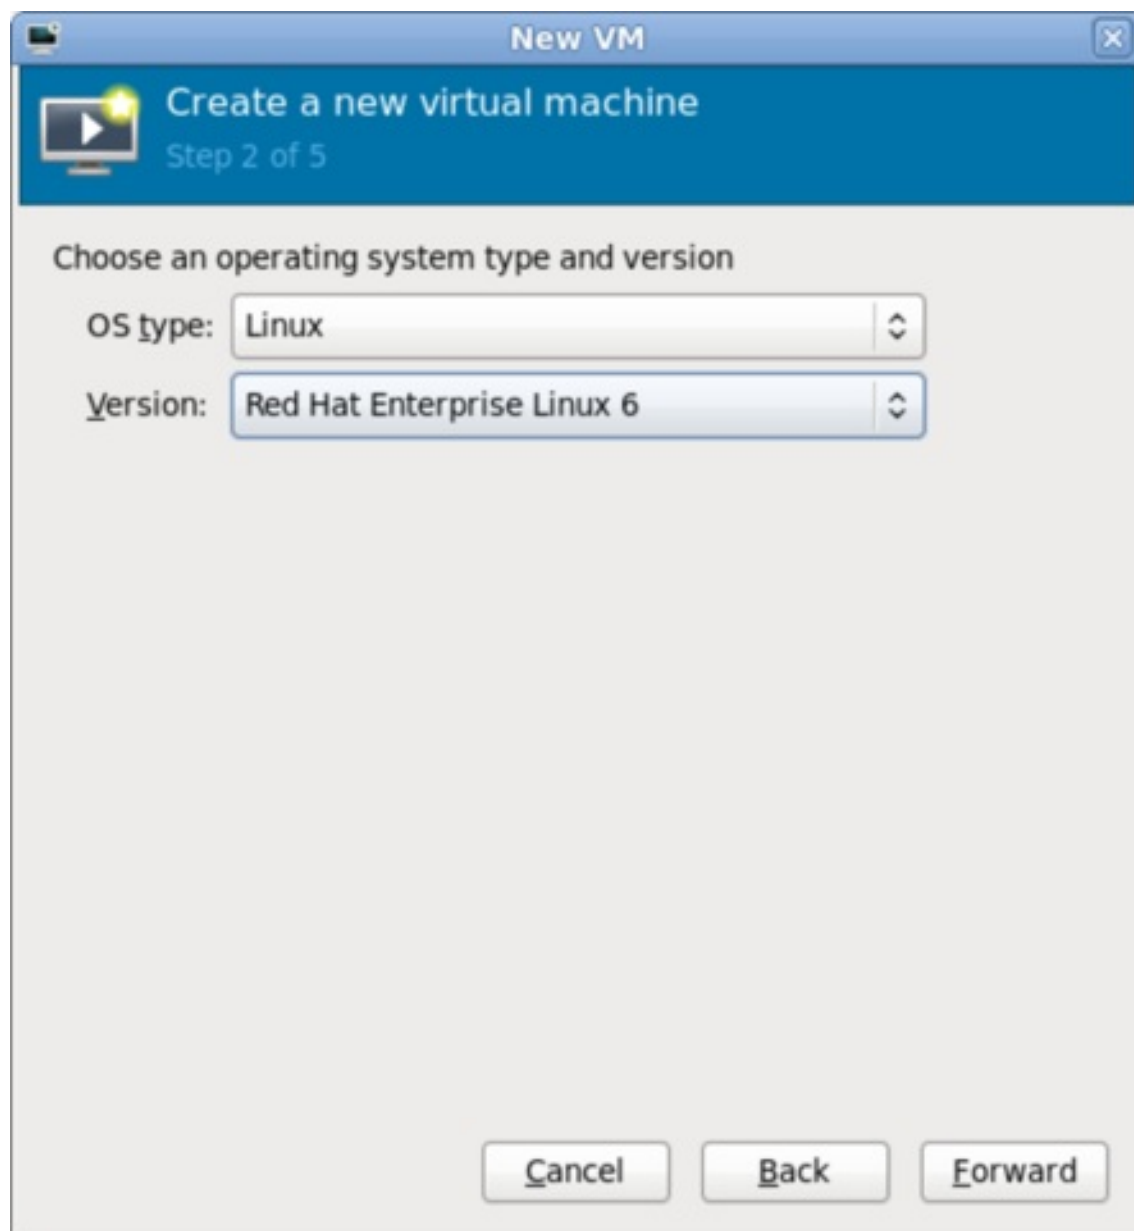 New VM
Create a new virtual machine
Step 2 of 5
Choose an operating system type and version
OS type: Linux
Version: Red Hat Enterprise Linux 6
Cancel Back Forward